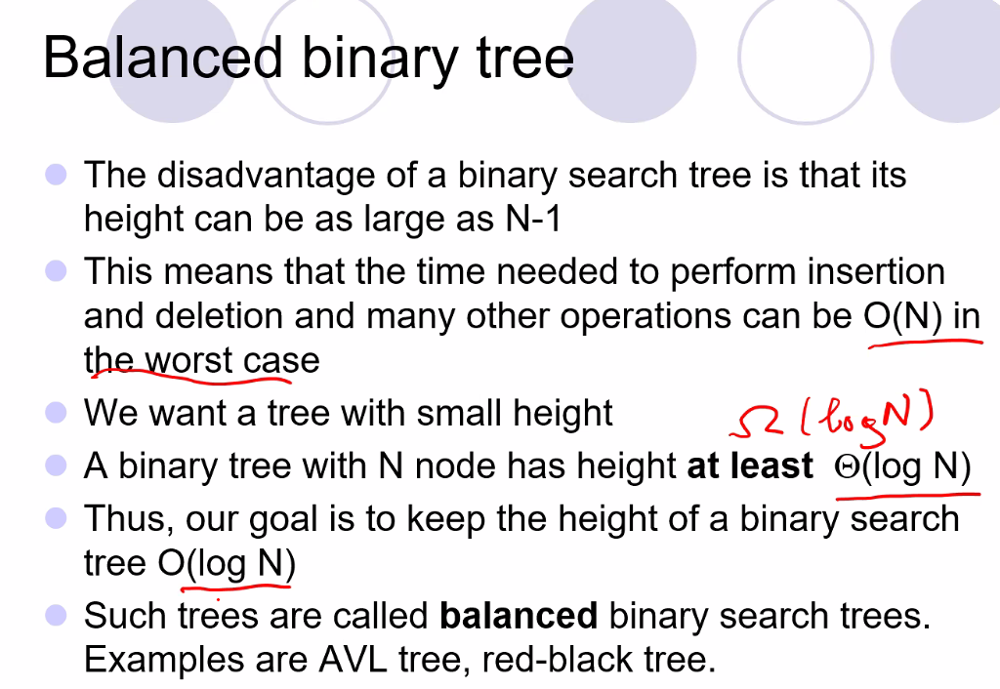 Balanced binary tree
The disadvantage of a binary search tree is that its
height can be as large as N-1
This means that the time needed to perform insertion
and deletion and many other operations can be O(N) in
the worst case
We want a tree with small height
Ω(log N)
A binary tree with N node has height at least Θ(log N)
Thus, our goal is to keep the height of a binary search
tree O(log N)
Such trees are called balanced binary search trees.
Examples are AVL tree, red-black tree.